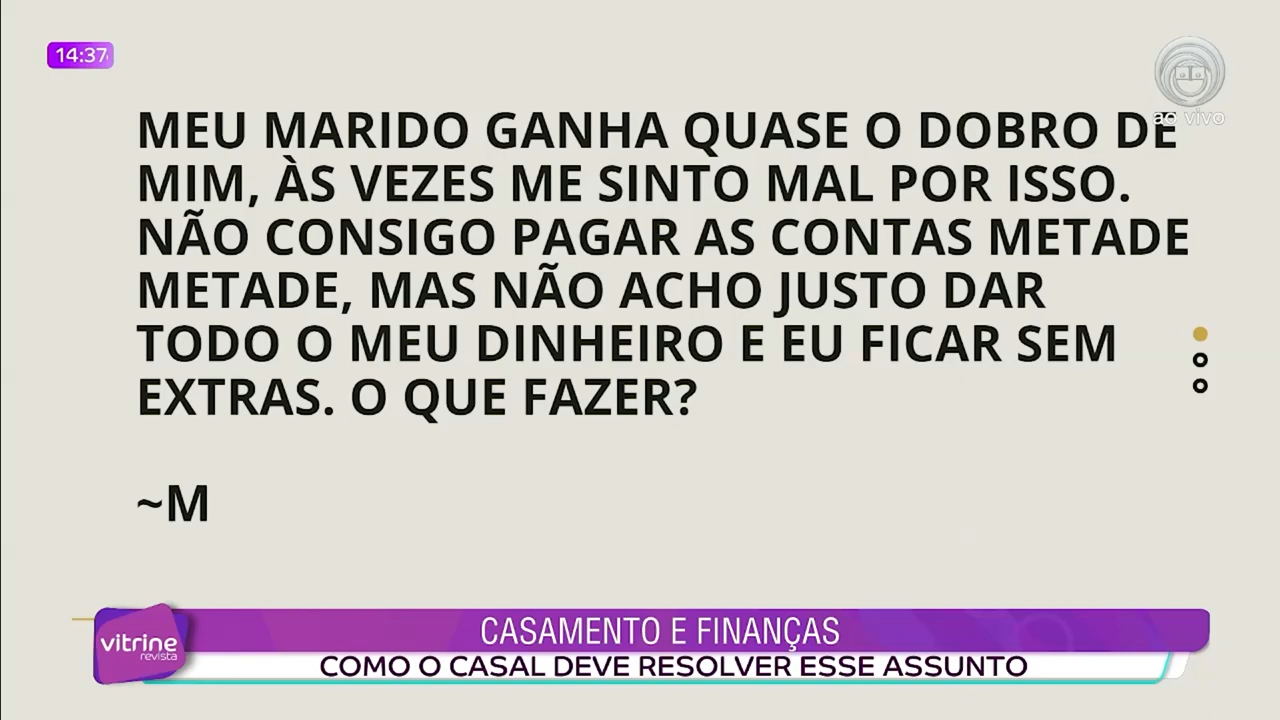 14:37
ao vivo
MEU MARIDO GANHA QUASE O DOBRO DE
MIM, ÀS VEZES ME SINTO MAL POR ISSO.
NÃO CONSIGO PAGAR AS CONTAS METADE
METADE, MAS NÃO ACHO JUSTO DAR
TODO O MEU DINHEIRO E EU FICAR SEM
EXTRAS. O QUE FAZER?
~M
vitrine
revista
CASAMENTO E FINANÇAS
COMO O CASAL DEVE RESOLVER ESSE ASSUNTO